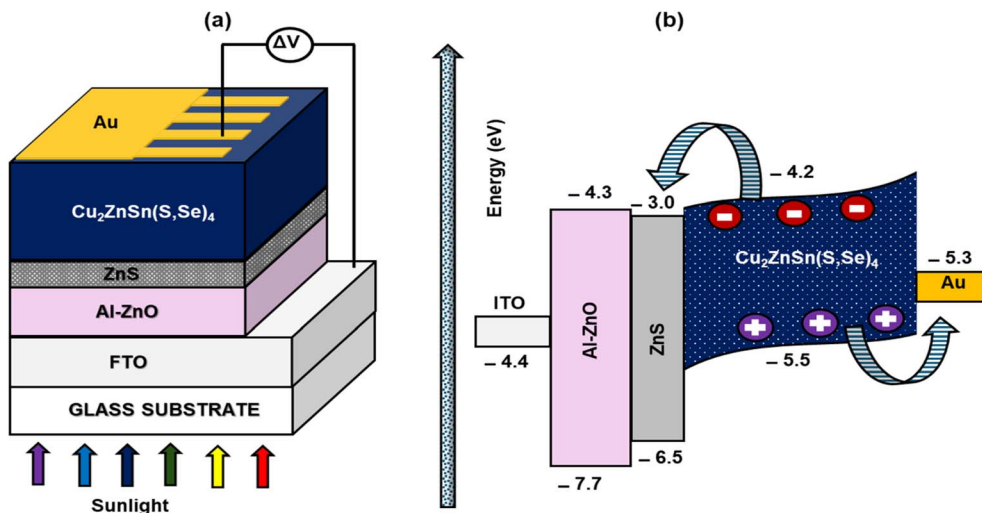 (a)
ΔV
Au
Cu₂ZnSn(S,Se)₄
ZnS
Al-ZnO
FTO
GLASS SUBSTRATE
Sunlight
(b)
Energy (eV)
– 4.2
– 4.3
– 3.0
Cu₂ZnSn(S,Se)₄
– 5.3
Au
ITO
Al-ZnO
ZnS
– 4.4
– 5.5
– 6.5
– 7.7